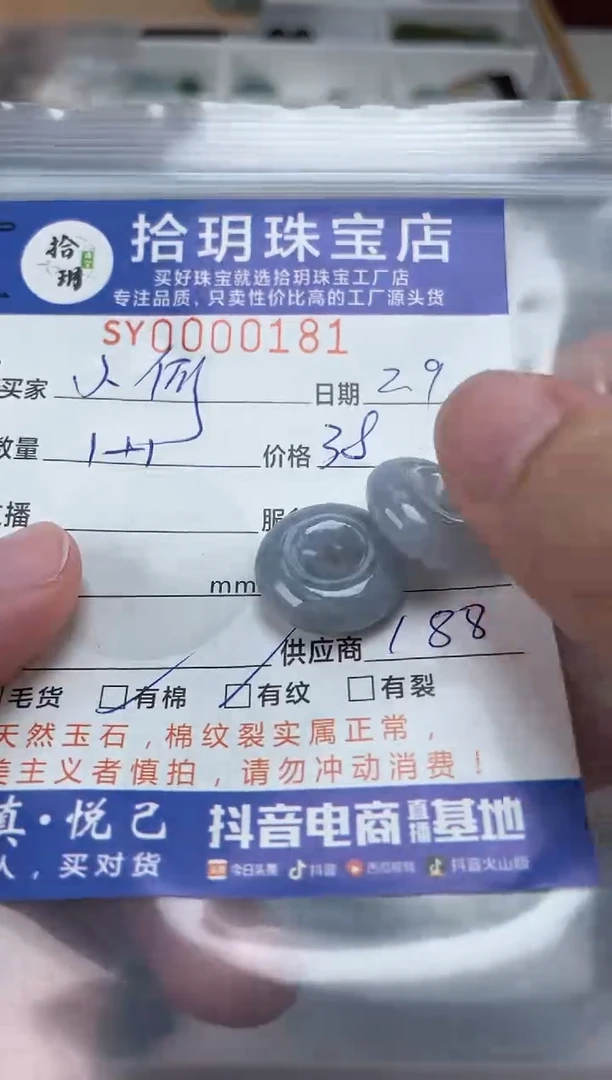 拾玥
拾玥珠宝店
买好珠宝就选拾玥珠宝工厂店
专注品质，只卖性价比高的工厂源头货
SY0000181
买家 日期 29
数量 价格 38
播
mm
供应商 188
毛货 □有棉 □有纹 □有裂
天然玉石，棉纹裂实属正常，
美主义者慎拍，请勿冲动消费！
真·悦己 抖音电商直播基地
人，买对货 今日头条 抖音 西瓜视频 抖音火山版